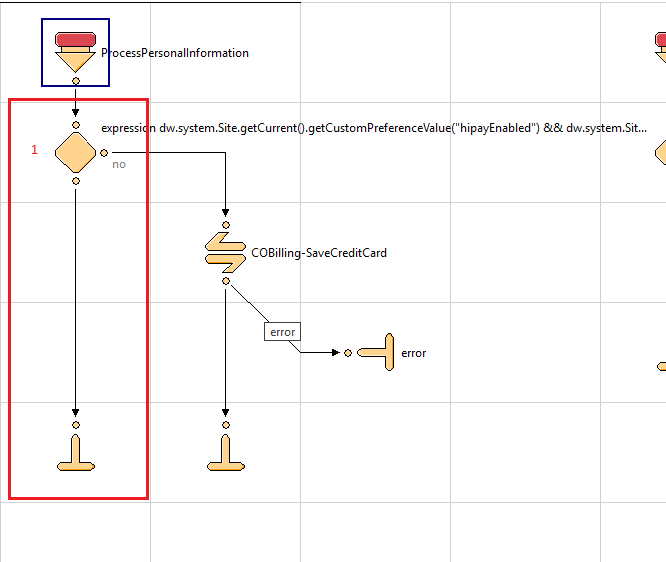 ProcessPersonalInformation
expression dw.system.Site.getCurrent().getCustomPreferenceValue("hipayEnabled") && dw.system.Sit...
1
no
COBilling-SaveCreditCard
error
error